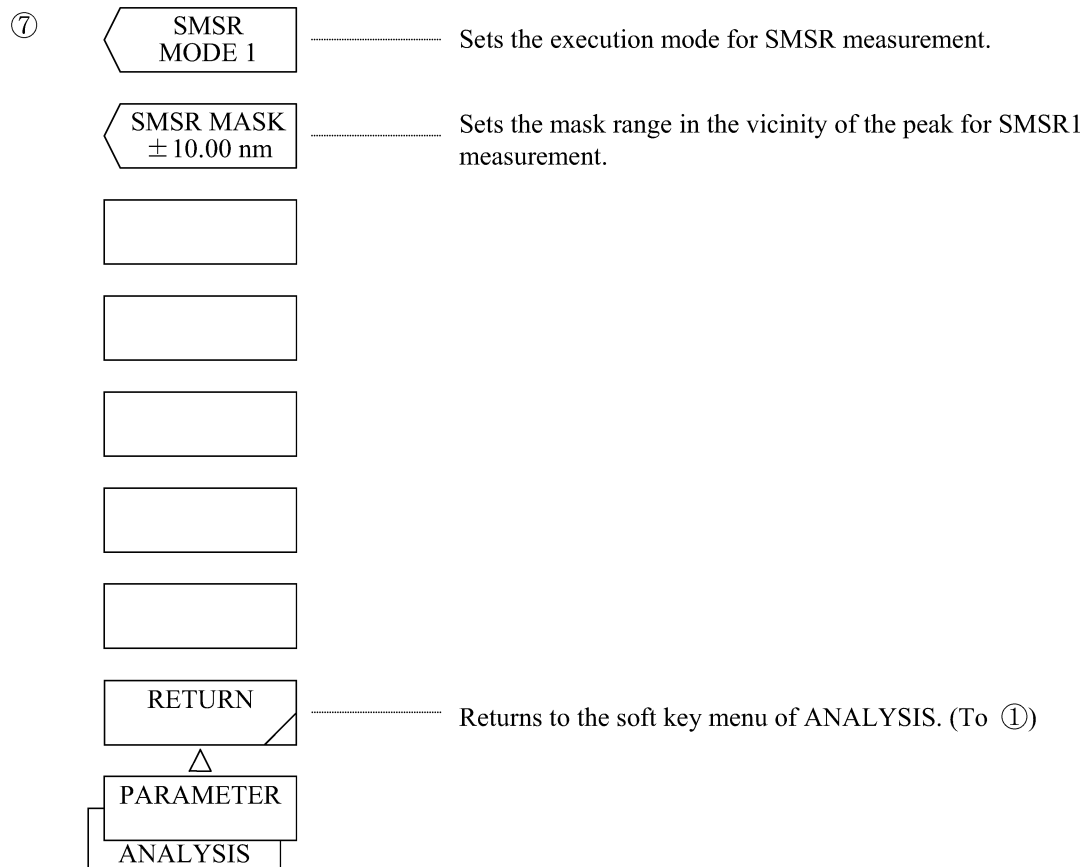 ⑦
SMSR
MODE 1
Sets the execution mode for SMSR measurement.
SMSR MASK
±10.00 nm
Sets the mask range in the vicinity of the peak for SMSR1
measurement.
RETURN
Returns to the soft key menu of ANALYSIS. (To ①)
PARAMETER
ANALYSIS